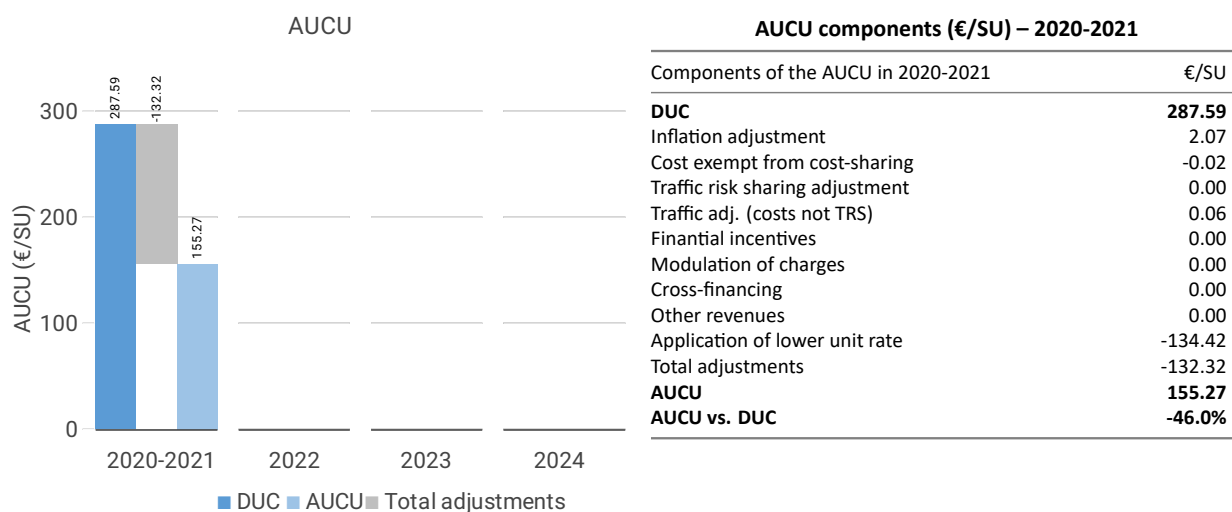 AUCU
287.59
-132.32
155.27
300
200
100
0
AUCU (€/SU)
2020-2021
2022
2023
2024
DUC AUCU Total adjustments
AUCU components (€/SU) – 2020-2021
Components of the AUCU in 2020-2021 €/SU
DUC 287.59
Inflation adjustment 2.07
Cost exempt from cost-sharing -0.02
Traffic risk sharing adjustment 0.00
Traffic adj. (costs not TRS) 0.06
Finantial incentives 0.00
Modulation of charges 0.00
Cross-financing 0.00
Other revenues 0.00
Application of lower unit rate -134.42
Total adjustments -132.32
AUCU 155.27
AUCU vs. DUC -46.0%